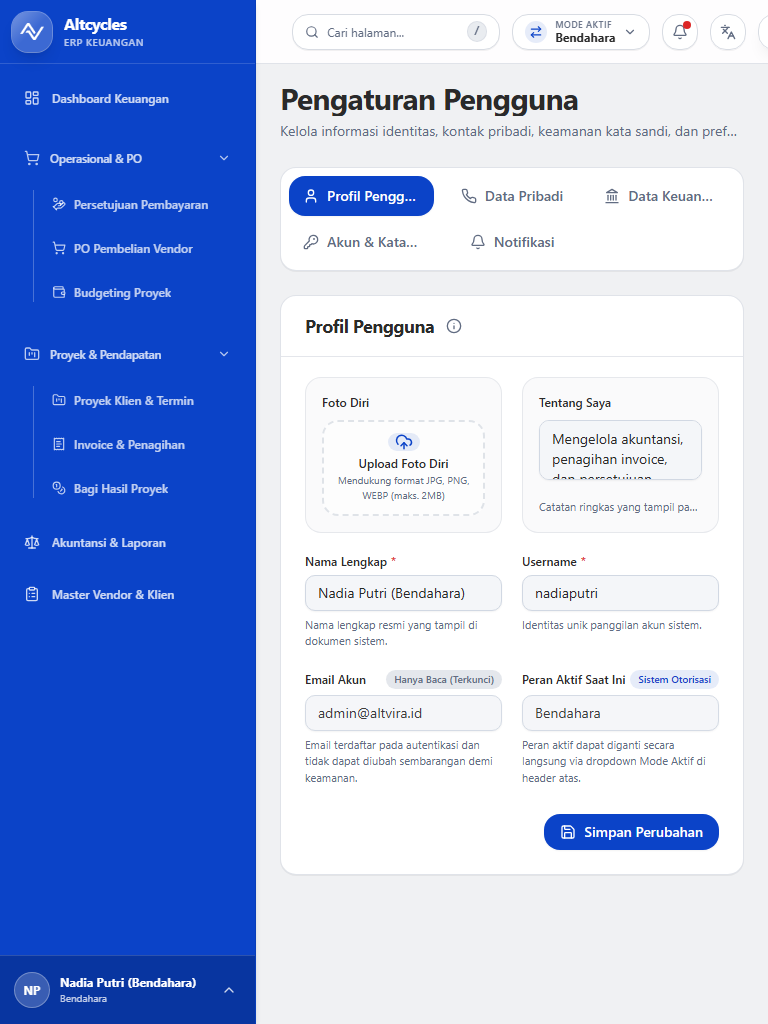 Altcycles
ERP KEUANGAN
Dashboard Keuangan
Operasional & PO
Persetujuan Pembayaran
PO Pembelian Vendor
Budgeting Proyek
Proyek & Pendapatan
Proyek Klien & Termin
Invoice & Penagihan
Bagi Hasil Proyek
Akuntansi & Laporan
Master Vendor & Klien
NP
Nadia Putri (Bendahara)
Bendahara
Cari halaman...
/
MODE AKTIF
Bendahara
Pengaturan Pengguna
Kelola informasi identitas, kontak pribadi, keamanan kata sandi, dan pref...
Profil Pengg...
Data Pribadi
Data Keuan...
Akun & Kata...
Notifikasi
Profil Pengguna
Foto Diri
Upload Foto Diri
Mendukung format JPG, PNG,
WEBP (maks. 2MB)
Tentang Saya
Mengelola akuntansi,
penagihan invoice,
dan persetujuan
Catatan ringkas yang tampil pa...
Nama Lengkap *
Nadia Putri (Bendahara)
Nama lengkap resmi yang tampil di
dokumen sistem.
Username *
nadiaputri
Identitas unik panggilan akun sistem.
Email Akun
Hanya Baca (Terkunci)
admin@altvira.id
Email terdaftar pada autentikasi dan
tidak dapat diubah sembarangan demi
keamanan.
Peran Aktif Saat Ini
Sistem Otorisasi
Bendahara
Peran aktif dapat diganti secara
langsung via dropdown Mode Aktif di
header atas.
Simpan Perubahan